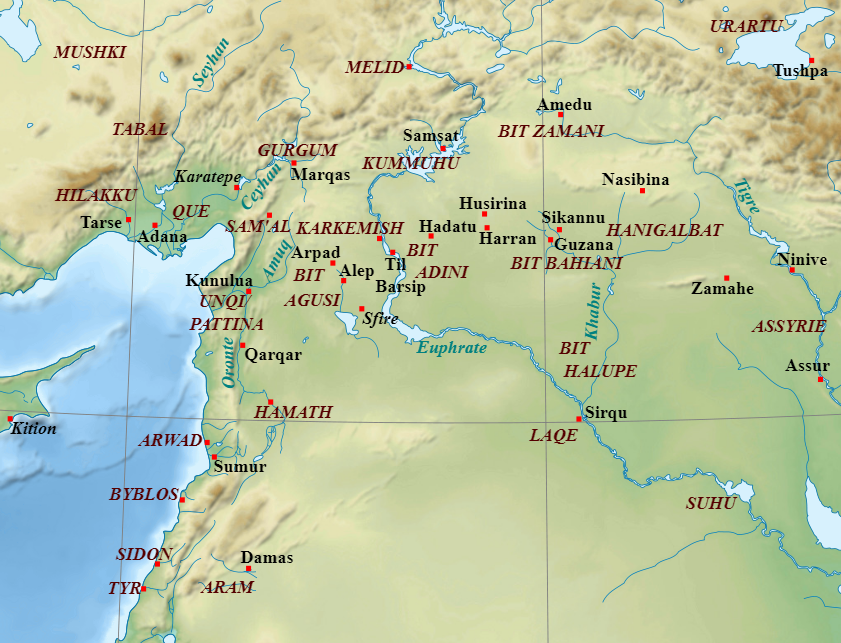 URARTU
MUSHKI
Seyhan
MELID
Tushpa
Amedu
TABAL
BIT ZAMANI
Samsat
GURGUM
KUMMUHU
Karatepe
Ceyhan
Marqas
Nasibina
Tigre
HILAKKU
QUE
Husirina
Tarse
Adana
SAM'AL
KARKEMISH
Hadatu
Harran
Sikannu
Guzana
HANIGALBAT
Amuq
Arpad
Til
Barsip
BIT
ADINI
BIT BAHIANI
Ninive
Kunulua
BIT
AGUSI
Alep
Zamahe
UNQI/
PATTINA
Sfire
Khabur
ASSYRIE
Oronte
Qarqar
Euphrate
BIT
HALUPE
Assur
HAMATH
Sirqu
Kition
ARWAD
LAQE
Sumur
BYBLOS
SUHU
SIDON
Damas
TYR
ARAM